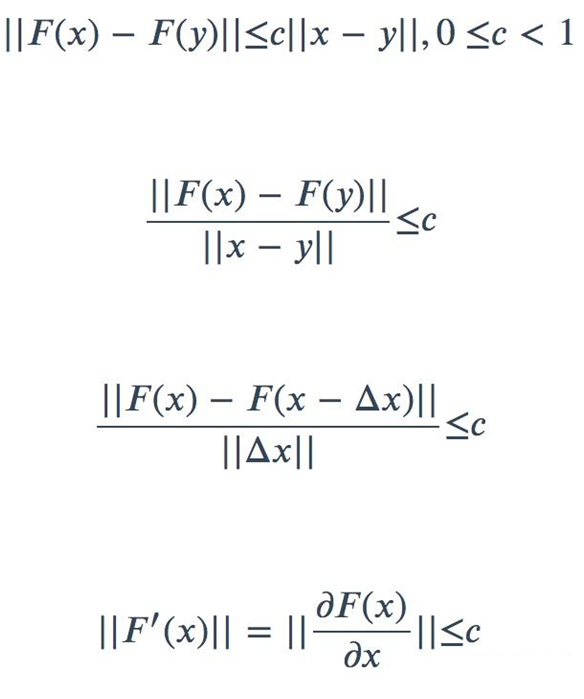 ||F(x) − F(y)||≤c||x − y||, 0 ≤c < 1
||F(x) − F(y)||
||x − y||
≤c
||F(x) − F(x − Δx)||
||Δx||
≤c
||F′(x)|| = ||∂F(x)/∂x||≤c